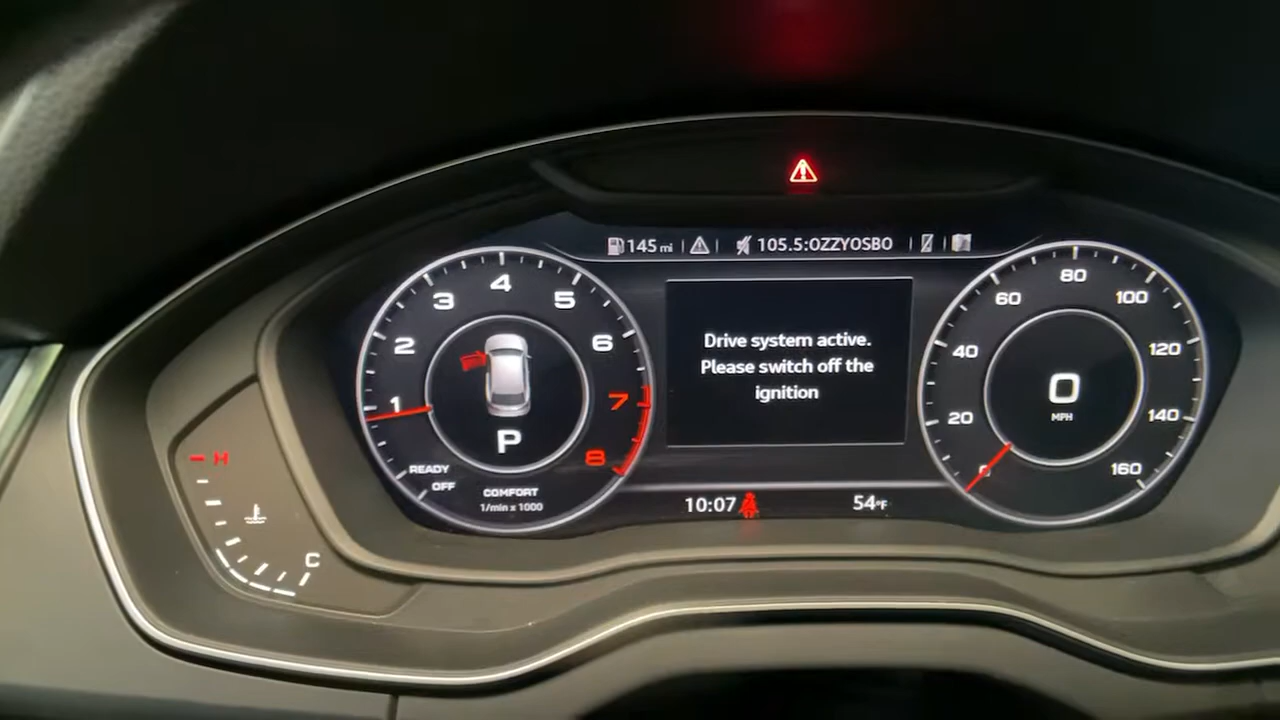 145 mi
105.5:OZZYOSBO
1
2
3
4
5
6
7
8
P
READY
OFF
COMFORT
1/min x 1000
Drive system active.
Please switch off the
ignition
0
20
40
60
80
100
120
140
160
0
MPH
H
C
10:07
54°F